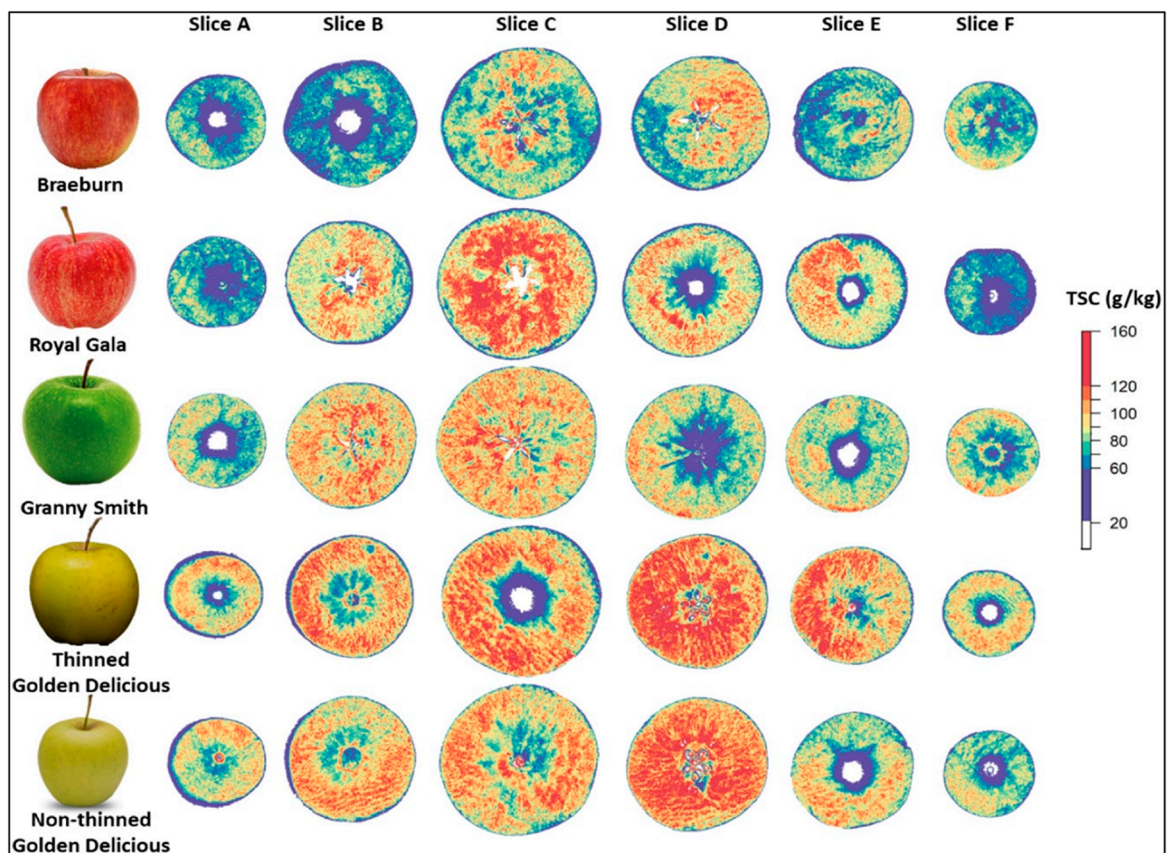 Slice A Slice B Slice C Slice D Slice E Slice F
Braeburn
Royal Gala
TSC (g/kg)
160
120
100
80
60
20
Granny Smith
Thinned
Golden Delicious
Non-thinned
Golden Delicious